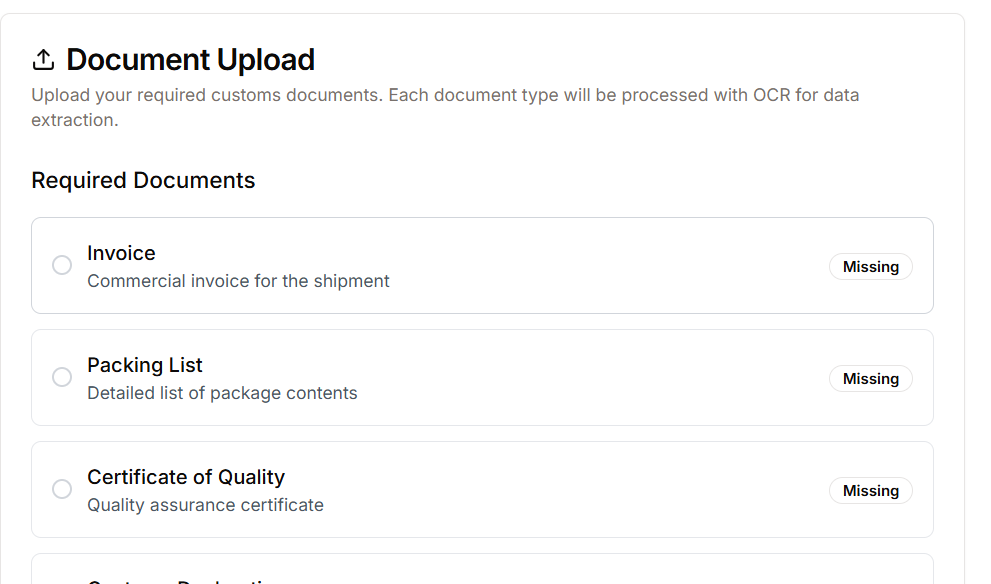 Document Upload
Upload your required customs documents. Each document type will be processed with OCR for data
extraction.
Required Documents
Invoice
Commercial invoice for the shipment
Missing
Packing List
Detailed list of package contents
Missing
Certificate of Quality
Quality assurance certificate
Missing